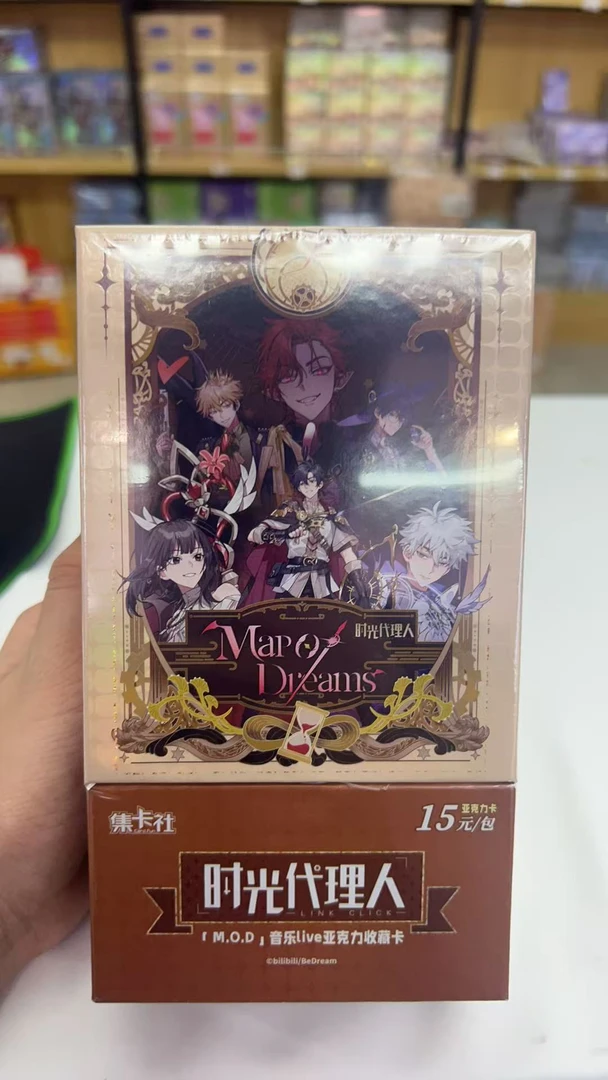 时光代理人
Map of
Dreams
集卡社
15元/包
亚克力卡
时光代理人
LINK CLICK
「M.O.D」音乐live亚克力收藏卡
©bilibili/BeDream